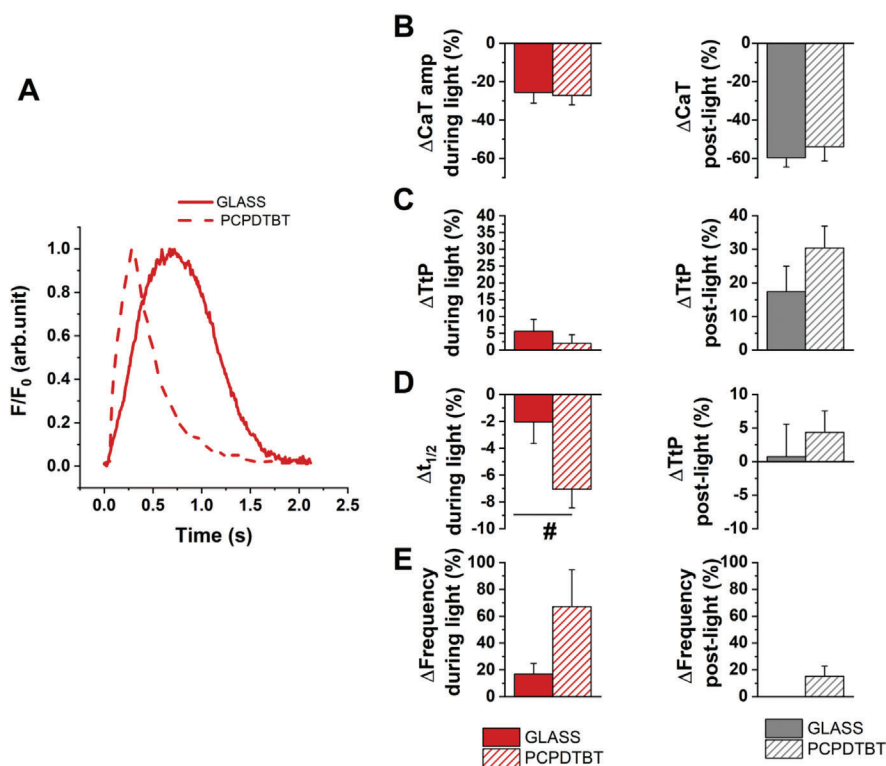 A
GLASS
PCPDTBT
F/F0 (arb.unit)
1.0
0.8
0.6
0.4
0.2
0.0
0.0 0.5 1.0 1.5 2.0 2.5
Time (s)
B
ΔCaT amp
during light (%)
0
-20
-40
-60
ΔCaT
post-light (%)
0
-20
-40
-60
C
ΔTtP
during light (%)
40
35
30
25
20
15
10
5
0
ΔTtP
post-light (%)
40
30
20
10
0
D
Δt1/2
during light (%)
0
-2
-4
-6
-8
-10
#
ΔTtP
post-light (%)
10
5
0
-5
-10
E
ΔFrequency
during light (%)
100
80
60
40
20
0
ΔFrequency
post-light (%)
100
80
60
40
20
0
GLASS
PCPDTBT
GLASS
PCPDTBT